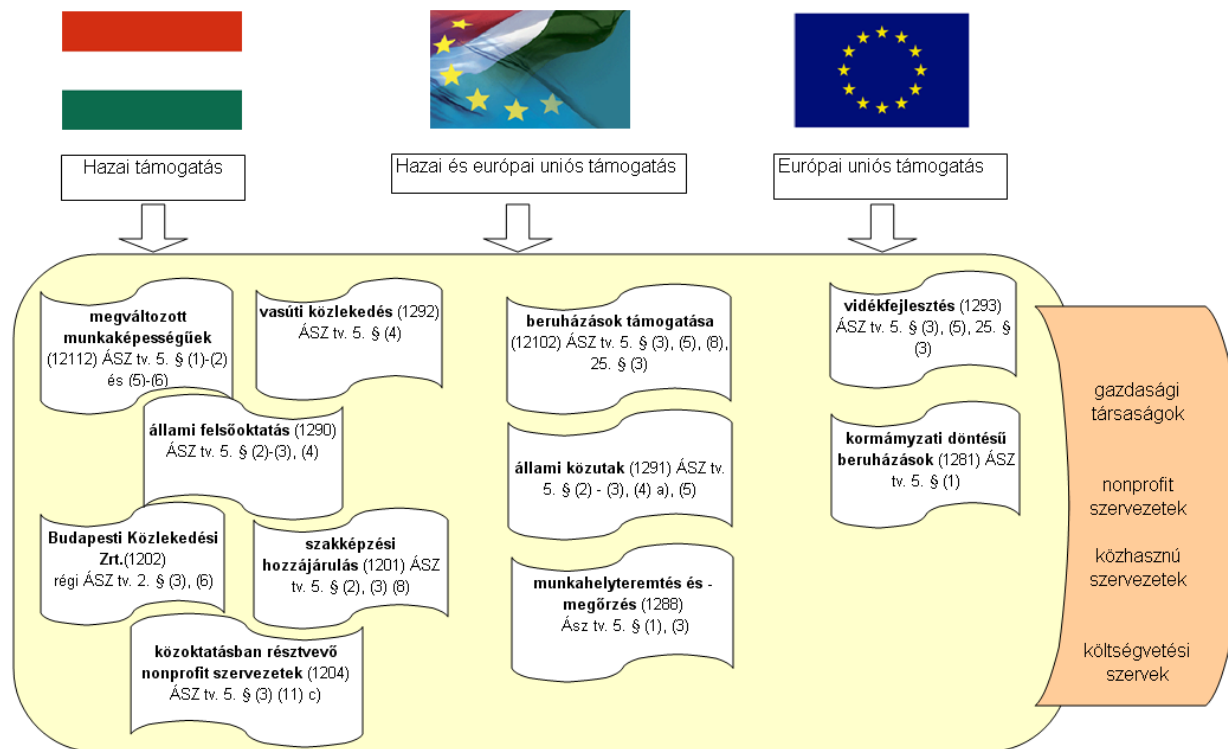 Hazai támogatás
Hazai és európai uniós támogatás
Európai uniós támogatás
megváltozott
munkaképességűek
(12112) ÁSZ tv. 5. § (1)-(2)
és (5)-(6)
vasúti közlekedés (1292)
ÁSZ tv. 5. § (4)
állami felsőoktatás (1290)
ÁSZ tv. 5. § (2)-(3), (4)
Budapesti Közlekedési
Zrt.(1202)
régi ÁSZ tv. 2. § (3), (6)
szakképzési
hozzájárulás (1201) ÁSZ
tv. 5. § (2), (3) (8)
közoktatásban résztvevő
nonprofit szervezetek (1204)
ÁSZ tv. 5. § (3) (11) c)
beruházások támogatása
(12102) ÁSZ tv. 5. § (3), (5), (8),
25. § (3)
állami közutak (1291) ÁSZ tv.
5. § (2) - (3), (4) a), (5)
munkahelyteremtés és -
megőrzés (1288)
Ász tv. 5. § (1), (3)
vidékfejlesztés (1293)
ÁSZ tv. 5. § (3), (5), 25. §
(3)
kormámyzati döntésű
beruházások (1281) ÁSZ
tv. 5. § (1)
gazdasági
társaságok
nonprofit
szervezetek
közhasznú
szervezetek
költségvetési
szervek